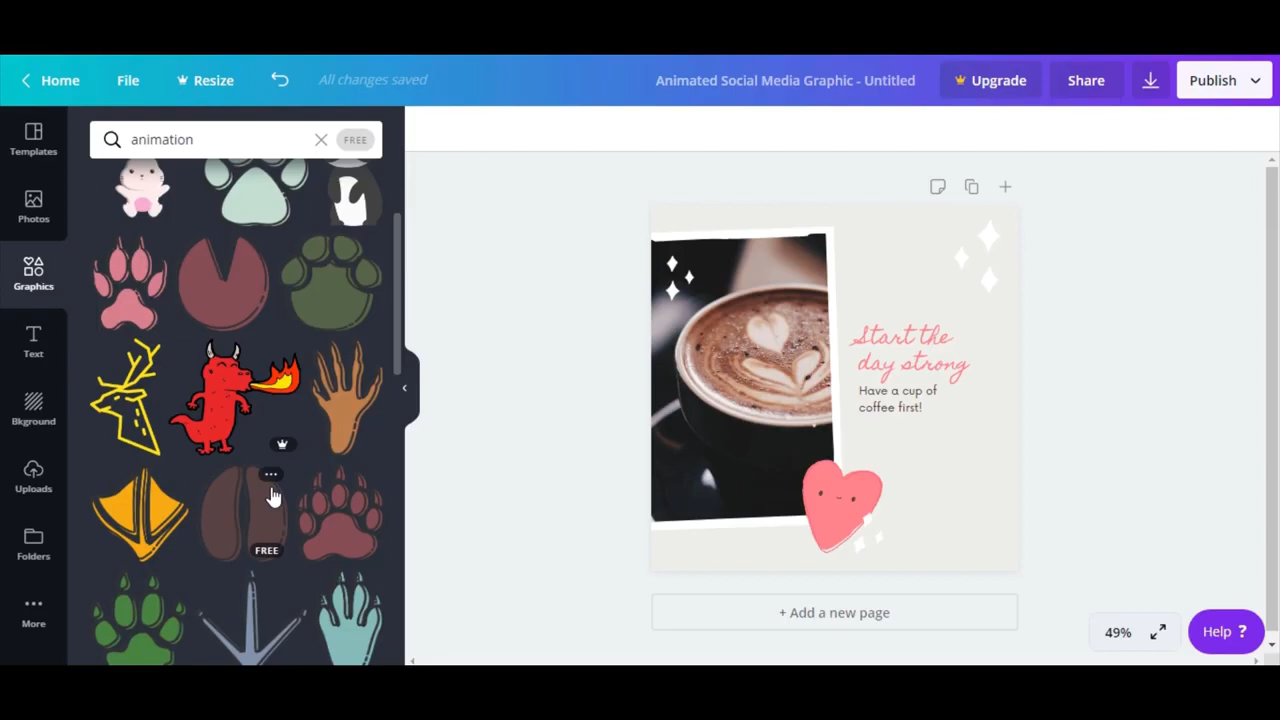 Home File Resize All changes saved Animated Social Media Graphic - Untitled Upgrade Share Publish
Templates
Photos
Graphics
Text
Bkground
Uploads
Folders
More
animation FREE
FREE
Start the
day strong
Have a cup of
coffee first!
+ Add a new page
49% Help ?